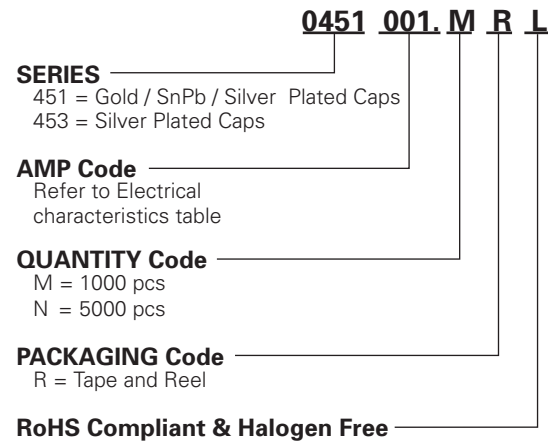 0451 001. M R L
SERIES
451 = Gold / SnPb / Silver Plated Caps
453 = Silver Plated Caps
AMP Code
Refer to Electrical
characteristics table
QUANTITY Code
M = 1000 pcs
N = 5000 pcs
PACKAGING Code
R = Tape and Reel
RoHS Compliant & Halogen Free